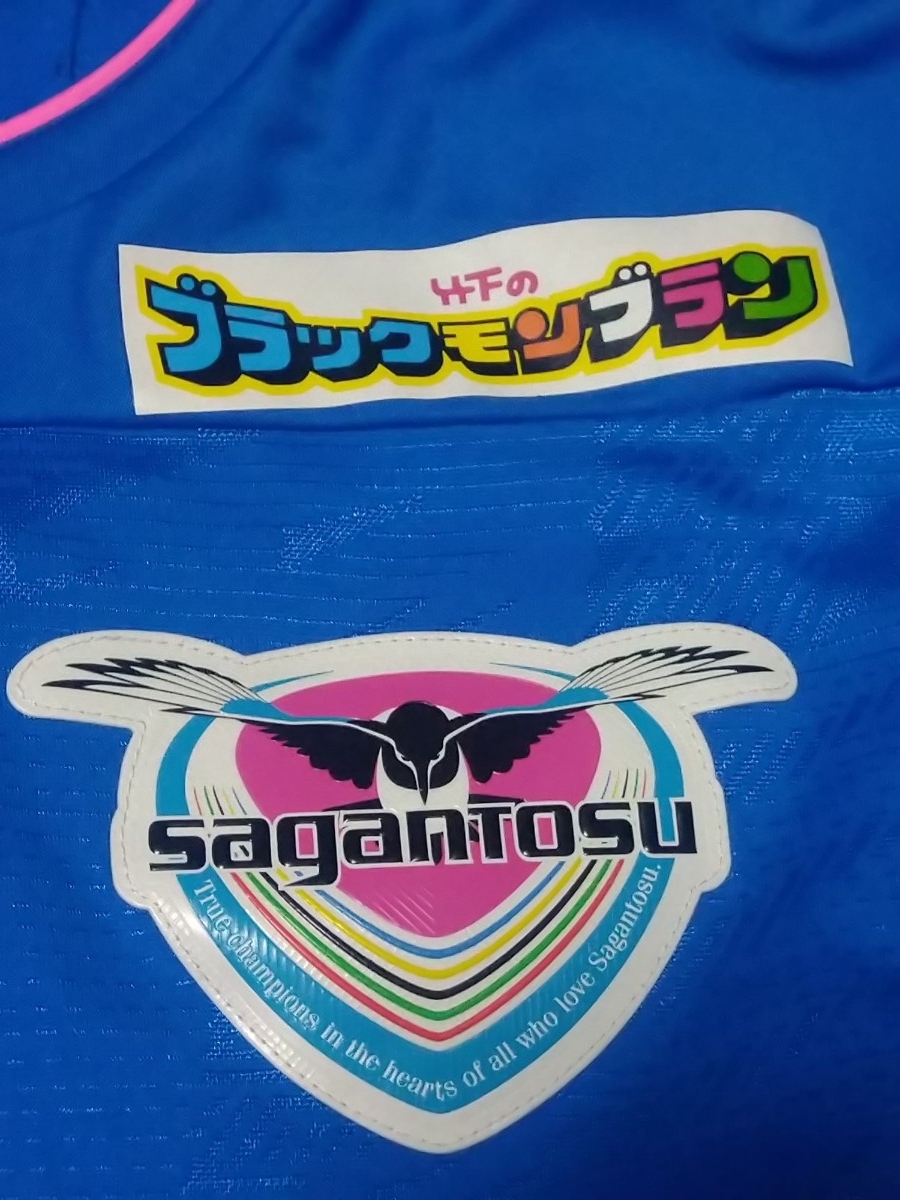 竹下の
ブラックモンブラン
sagantosu
True champions in the hearts of all who love Sagantosu.